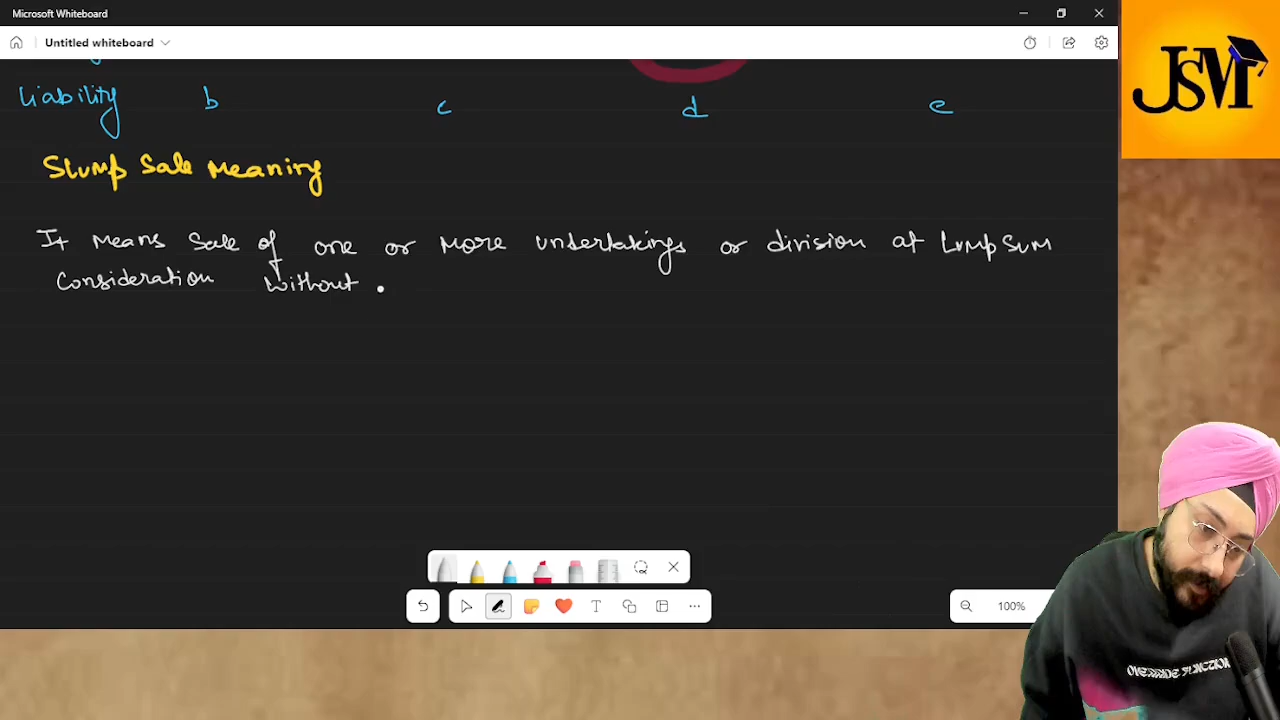 Microsoft Whiteboard
Untitled whiteboard
Liability b c d e
Slump Sale Meaning
It Means Sale of one or More undertakings or division at LumpSum
Consideration Without
100%
JSM